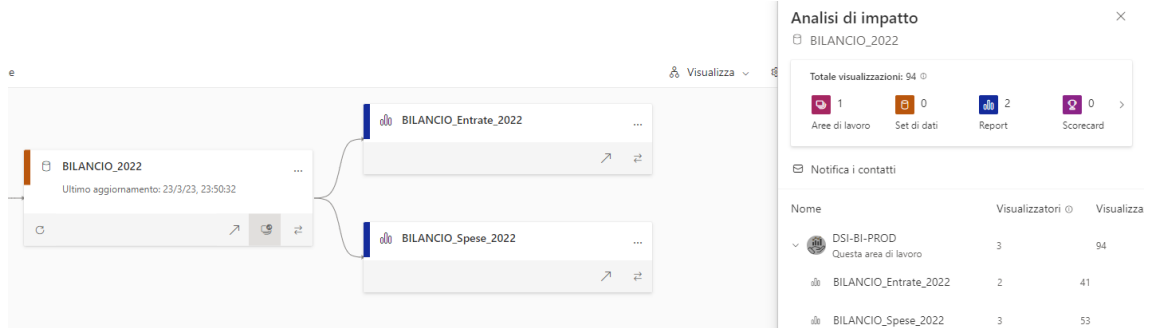 e
Visualizza
BILANCIO_Entrate_2022
...
BILANCIO_2022
...
Ultimo aggiornamento: 23/3/23, 23:50:32
BILANCIO_Spese_2022
...
Analisi di impatto
BILANCIO_2022
Totale visualizzazioni: 94
1 0 2 0
Aree di lavoro Set di dati Report Scorecard
Notifica i contatti
Nome Visualizzatori Visualizza
DSI-BI-PROD 3 94
Questa area di lavoro
BILANCIO_Entrate_2022 2 41
BILANCIO_Spese_2022 3 53